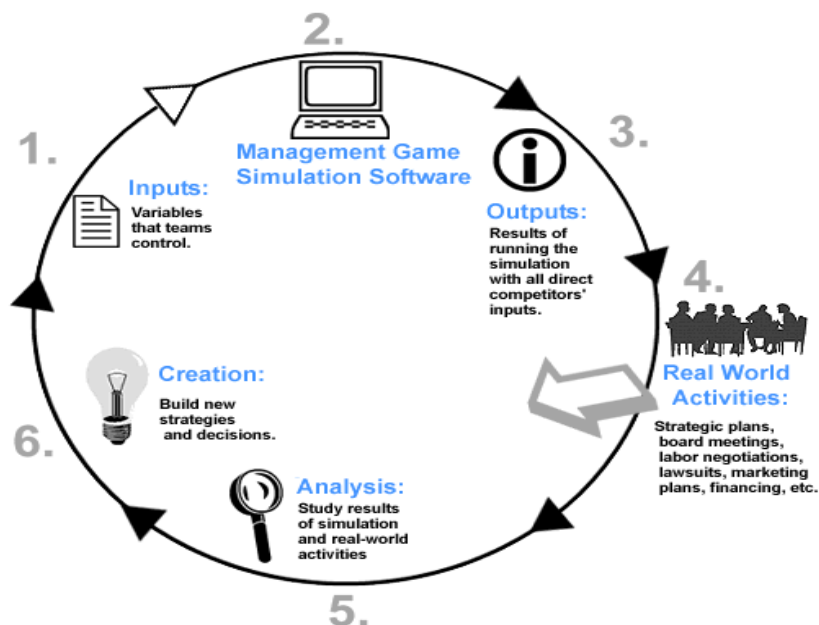 1.
Inputs:
Variables
that teams
control.
2.
Management Game
Simulation Software
3.
Outputs:
Results of
running the
simulation
with all direct
competitors'
inputs.
4.
Real World
Activities:
Strategic plans,
board meetings,
labor negotiations,
lawsuits, marketing
plans, financing, etc.
5.
Analysis:
Study results
of simulation
and real-world
activities
6.
Creation:
Build new
strategies
and decisions.